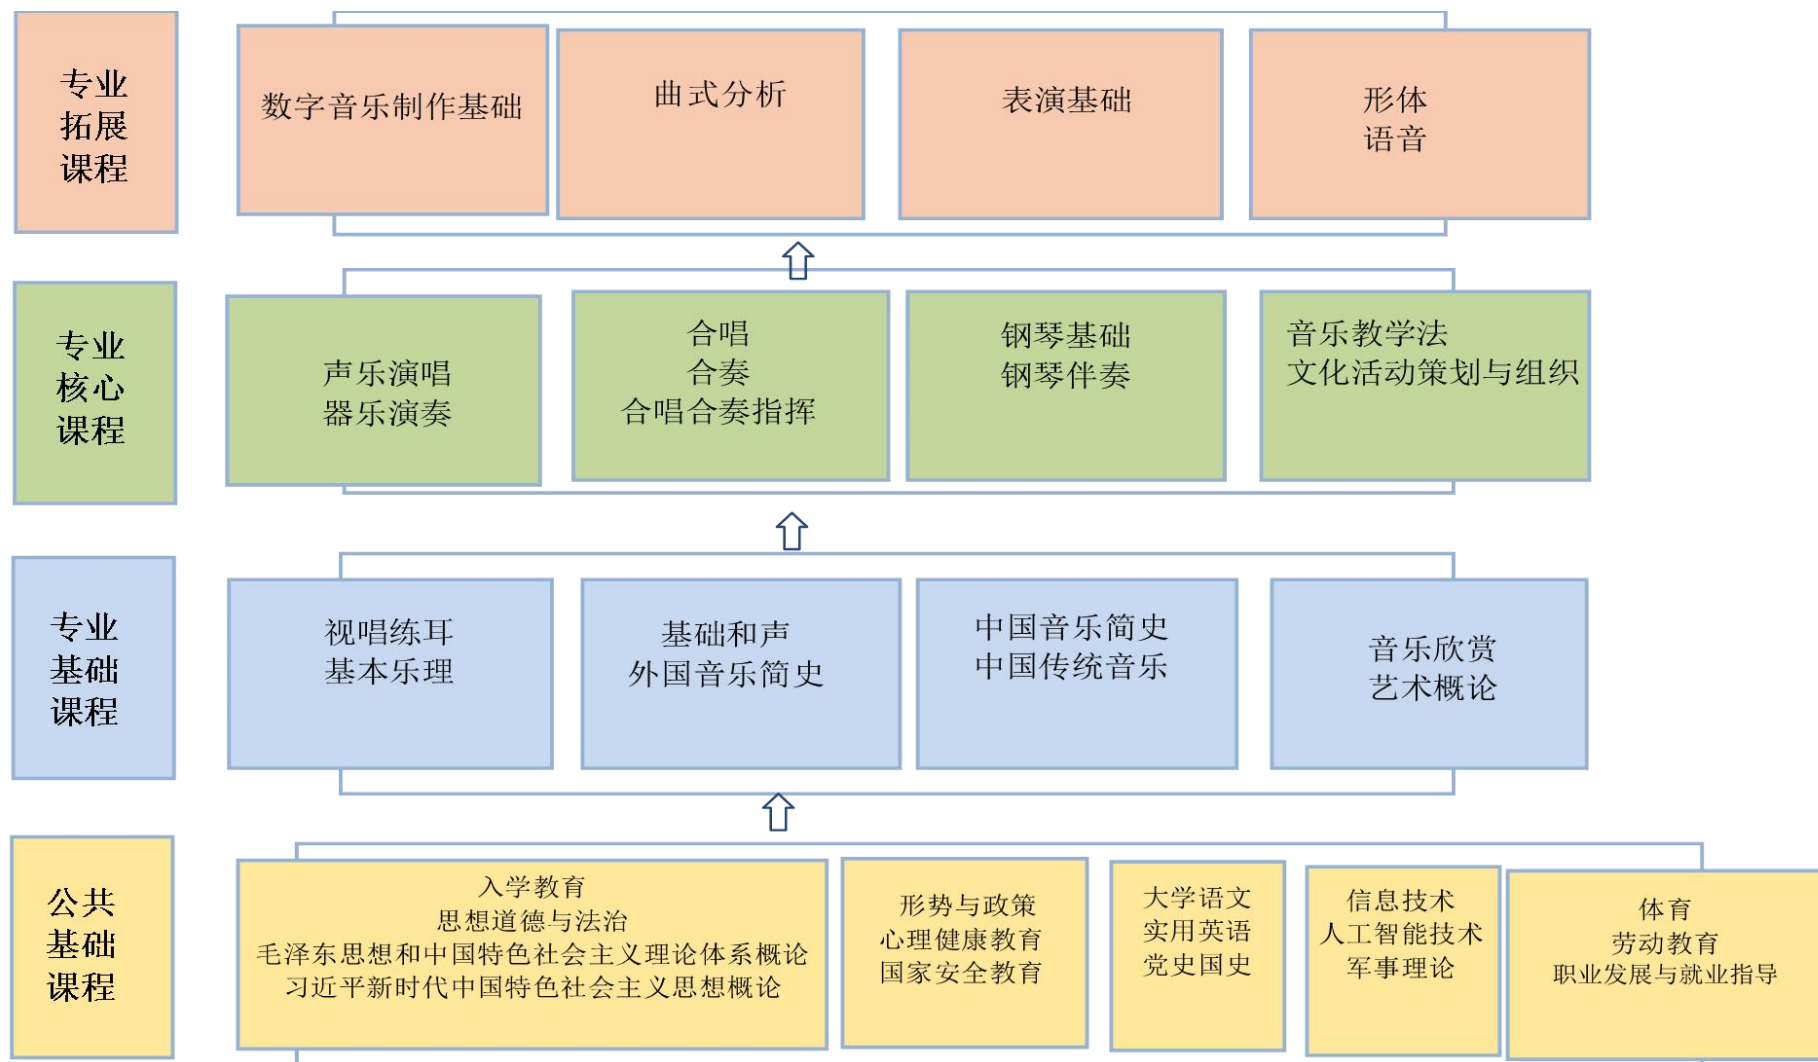 专业
拓展
课程
数字音乐制作基础
曲式分析
表演基础
形体
语音
专业
核心
课程
声乐演唱
器乐演奏
合唱
合奏
合唱合奏指挥
钢琴基础
钢琴伴奏
音乐教学法
文化活动策划与组织
专业
基础
课程
视唱练耳
基本乐理
基础和声
外国音乐简史
中国音乐简史
中国传统音乐
音乐欣赏
艺术概论
公共
基础
课程
入学教育
思想道德与法治
毛泽东思想和中国特色社会主义理论体系概论
习近平新时代中国特色社会主义思想概论
形势与政策
心理健康教育
国家安全教育
大学语文
实用英语
党史国史
信息技术
人工智能技术
军事理论
体育
劳动教育
职业发展与就业指导